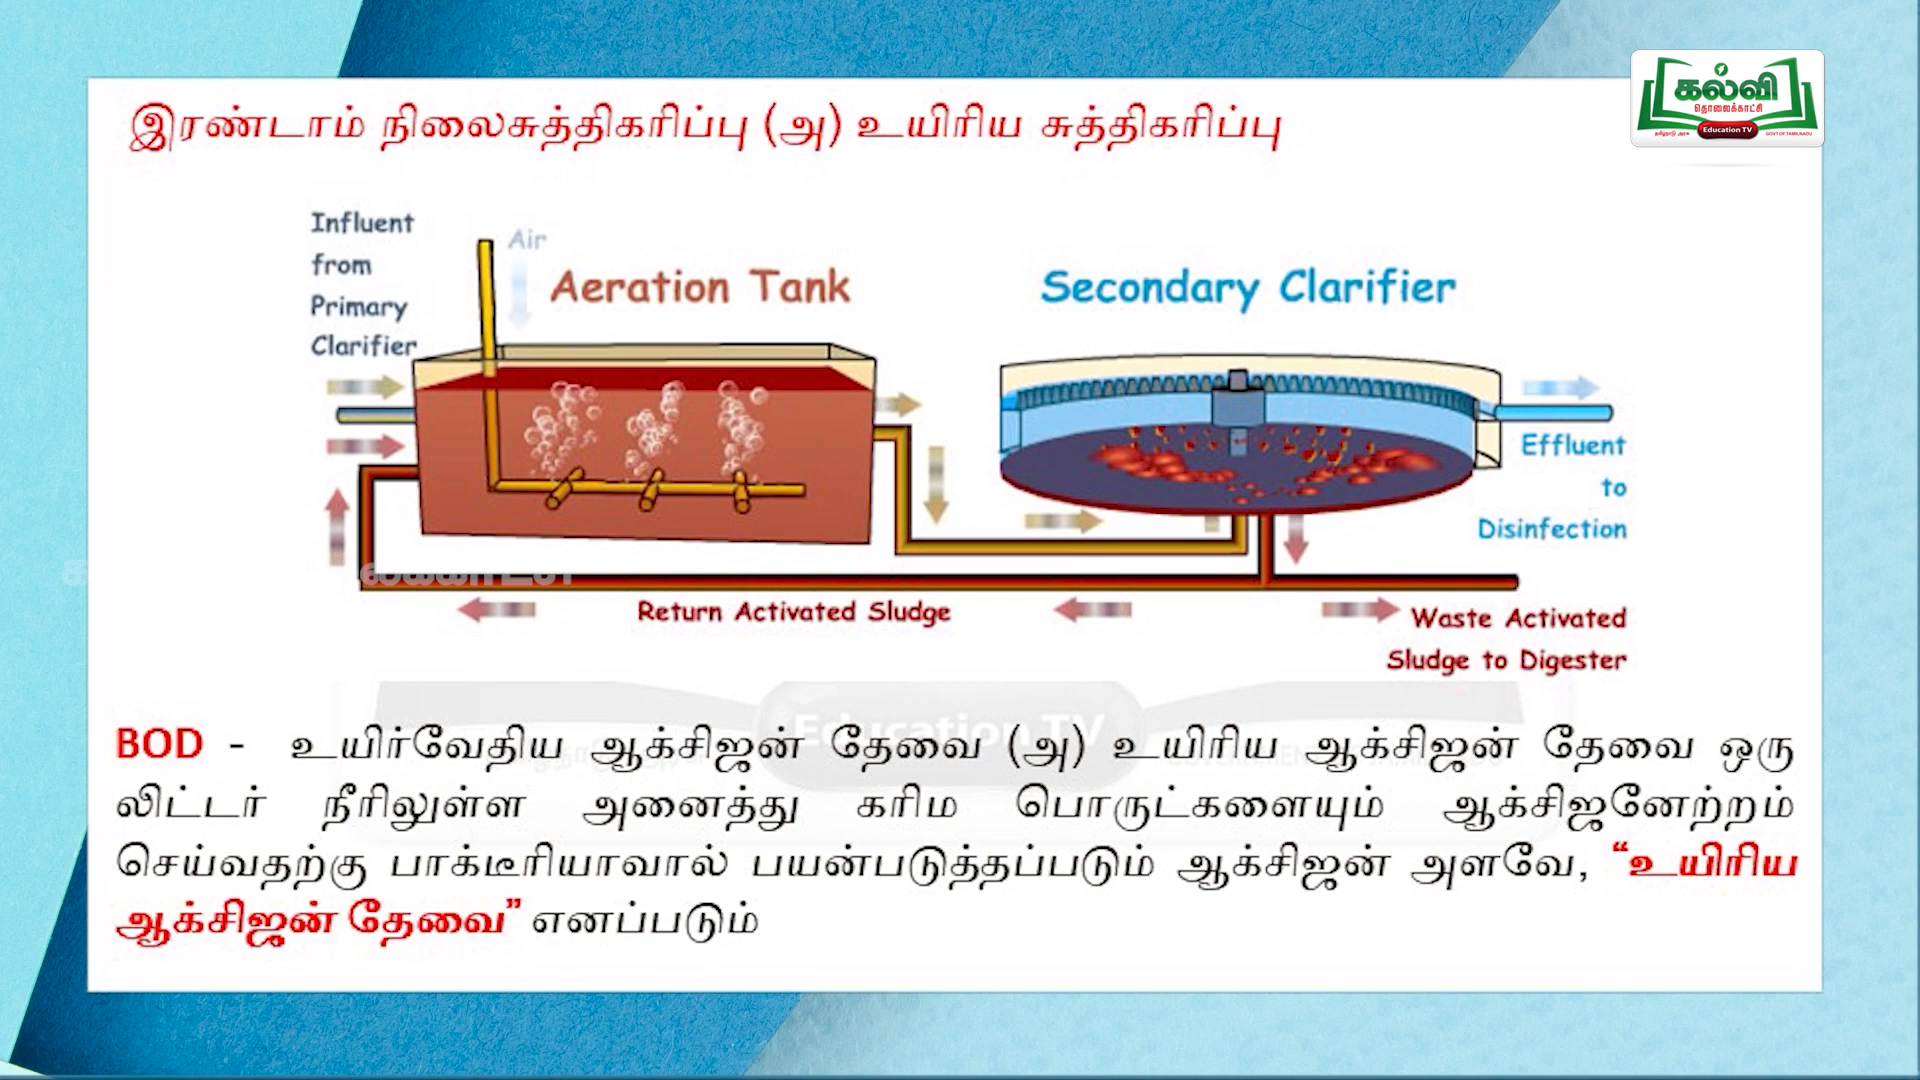 கல்வி
தொலைக்காட்சி
Education TV
இரண்டாம் நிலைசுத்திகரிப்பு (அ) உயிரிய சுத்திகரிப்பு
Influent
from
Primary
Clarifier
Air
Aeration Tank
Secondary Clarifier
Effluent
to
Disinfection
Return Activated Sludge
Waste Activated
Sludge to Digester
Education TV
BOD - உயிர்வேதிய ஆக்சிஜன் தேவை (அ) உயிரிய ஆக்சிஜன் தேவை ஒரு
லிட்டர் நீரிலுள்ள அனைத்து கரிம பொருட்களையும் ஆக்சிஜனேற்றம்
செய்வதற்கு பாக்டீரியாவால் பயன்படுத்தப்படும் ஆக்சிஜன் அளவே, “உயிரிய
ஆக்சிஜன் தேவை” எனப்படும்